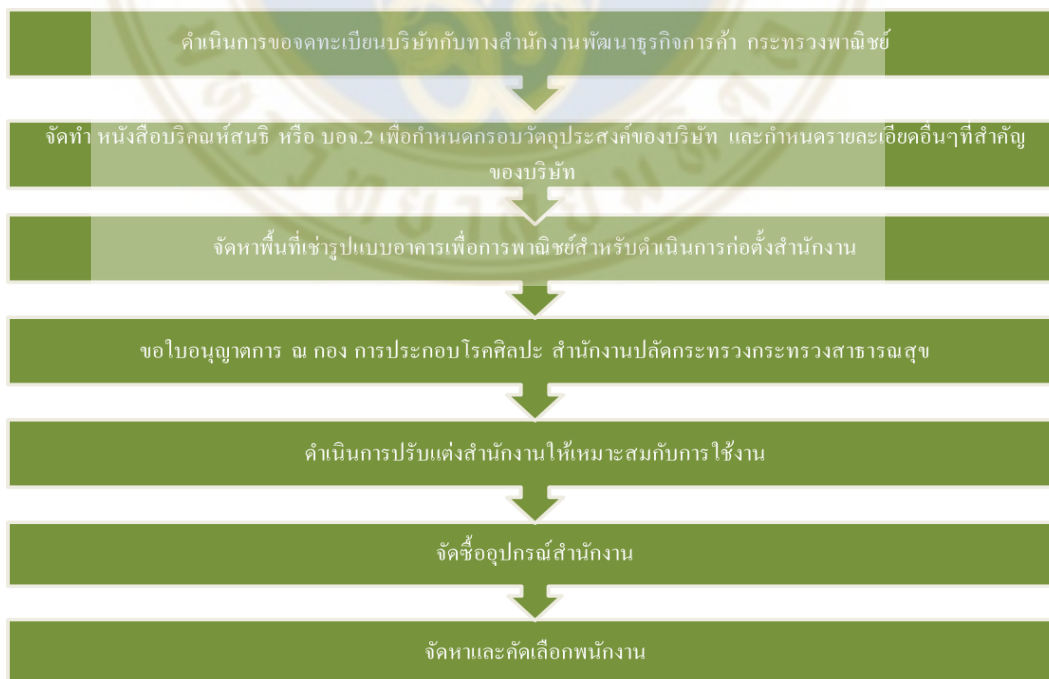 ดำเนินการขอจดทะเบียนบริษัทกับทางสำนักงานพัฒนาธุรกิจการค้า กระทรวงพาณิชย์
จัดทำ หนังสือบริคณห์สนธิ หรือ บอจ.2 เพื่อกำหนดกรอบวัตถุประสงค์ของบริษัท และกำหนดรายละเอียดอื่นๆที่สำคัญ
ของบริษัท
จัดหาพื้นที่เช่ารูปแบบอาคารเพื่อการพาณิชย์สำหรับดำเนินการก่อตั้งสำนักงาน
ขอใบอนุญาตการ ณ กอง การประกอบโรคศิลปะ สำนักงานปลัดกระทรวงกระทรวงสาธารณสุข
ดำเนินการปรับแต่งสำนักงานให้เหมาะสมกับการใช้งาน
จัดซื้ออุปกรณ์สำนักงาน
จัดหาและคัดเลือกพนักงาน